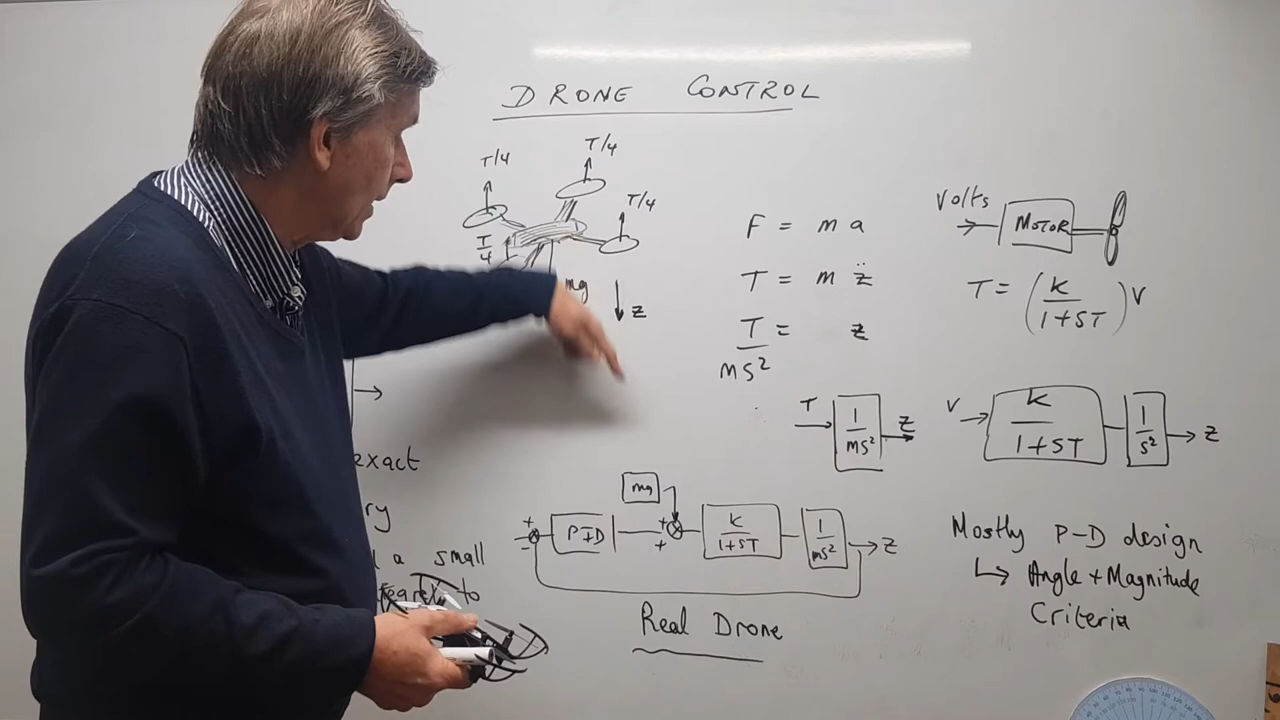 DRONE CONTROL
T/4
T/4
T/4
T/4
mg
z
F = m a
T = m z̈
T/ms² = z
Volts
MOTOR
T = (K/1+ST)V
T
1/ms²
z
V
K/1+ST
1/s²
z
exact
ry
a small
to
+
-
mg
+
+
K/1+ST
1/ms²
z
Real Drone
Mostly P-D design
↳ Angle + Magnitude
Criteria